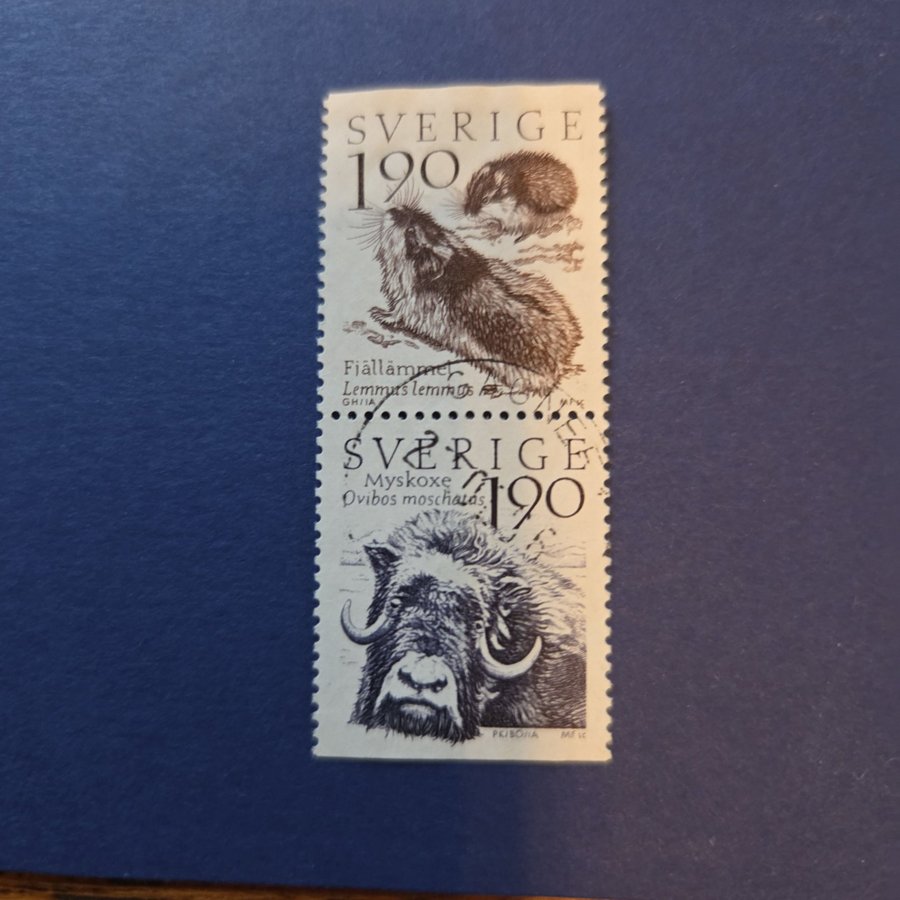 SVERIGE
1.90
Fjällämmel
Lemmus lemmus
SVERIGE
Myskoxe
Ovibos moschatus
1.90